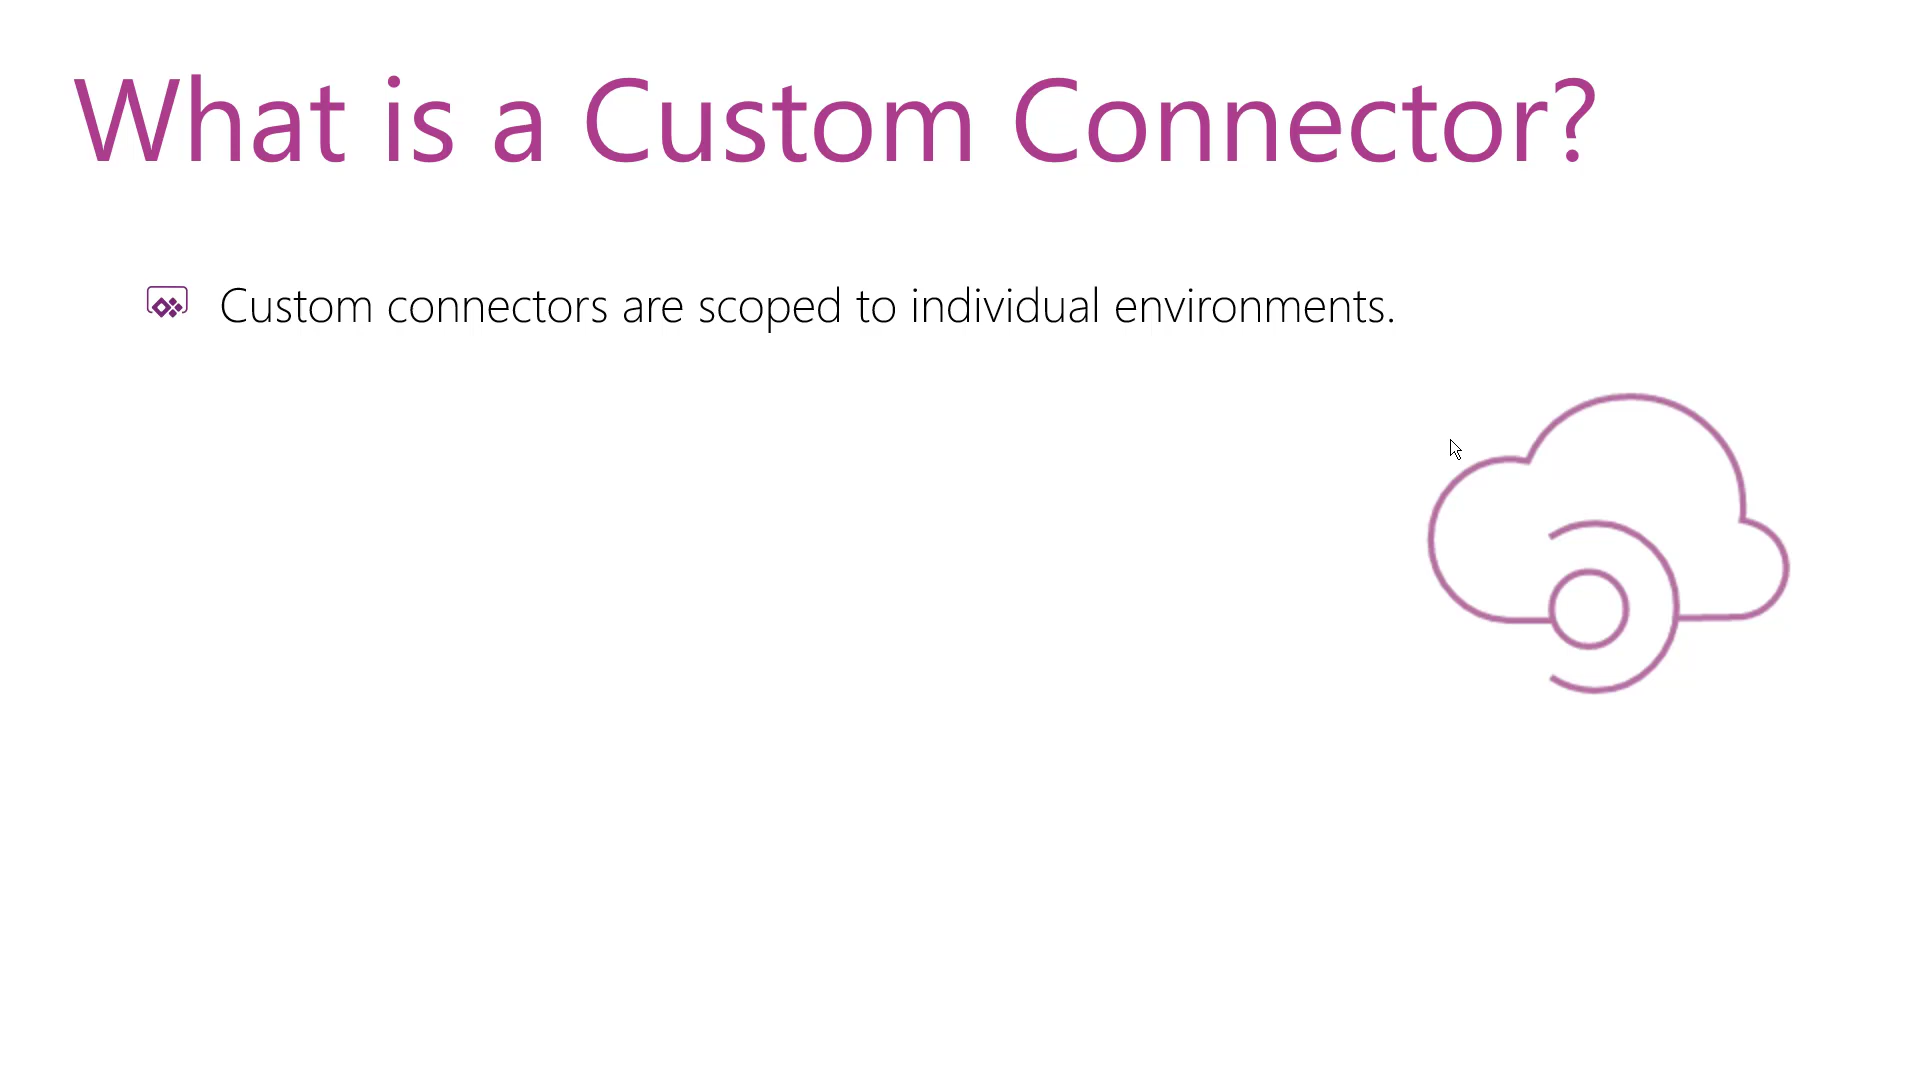 What is a Custom Connector?
Custom connectors are scoped to individual environments.